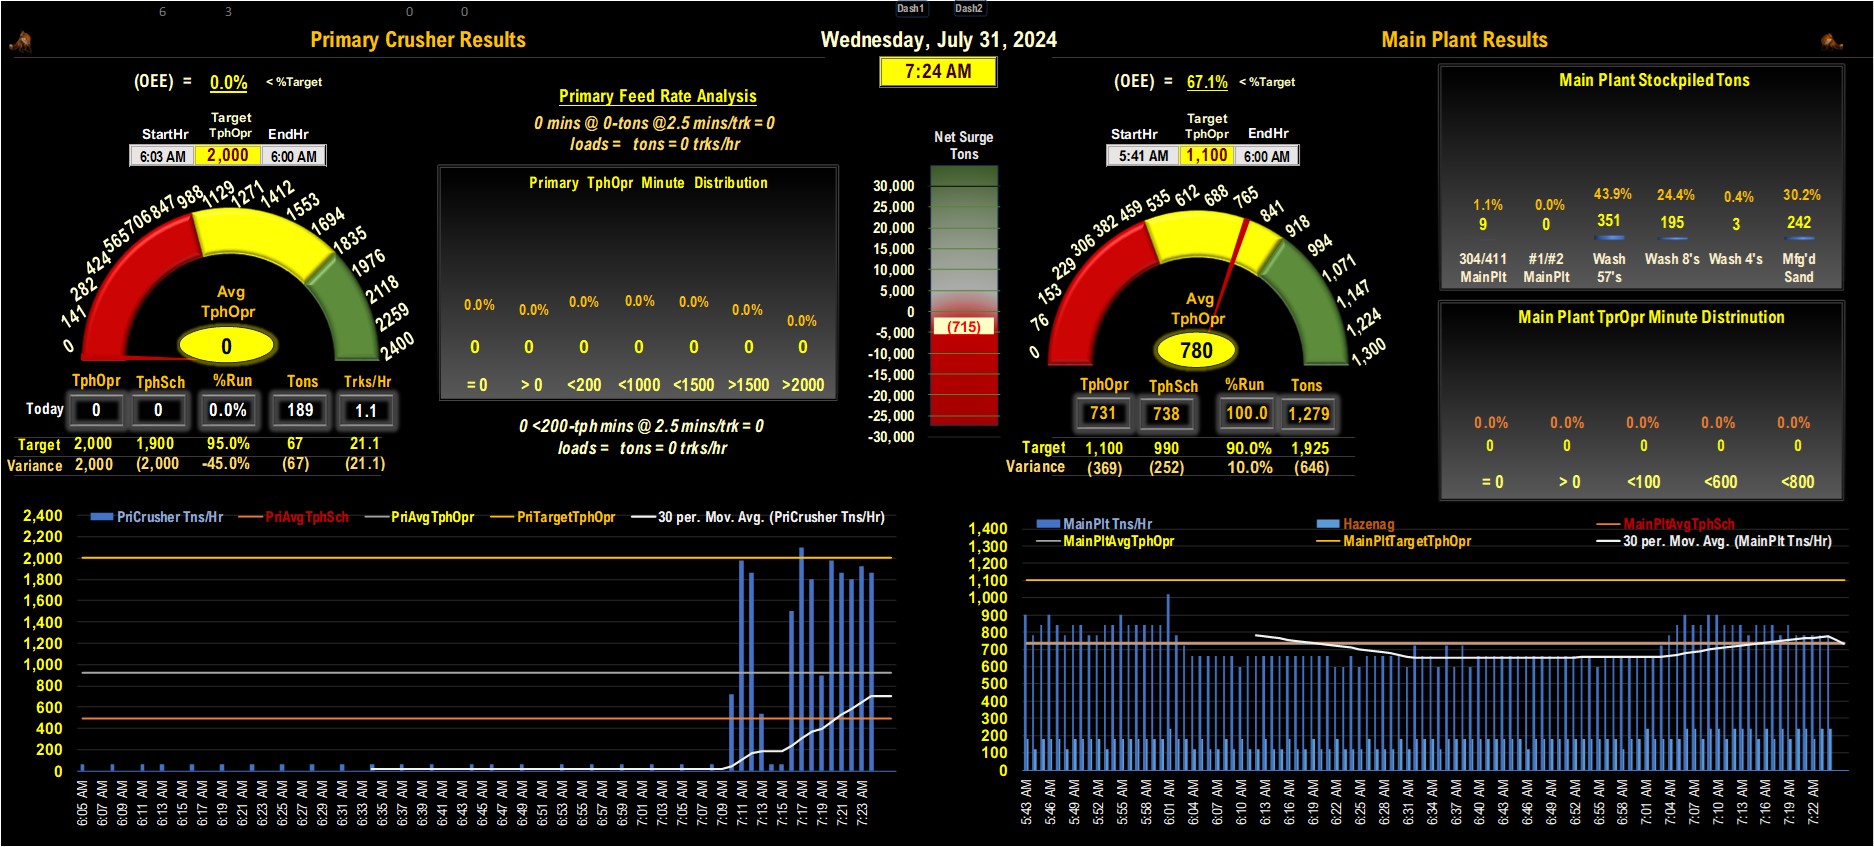 6 3 0 0 Dash1 Dash2
Primary Crusher Results
Wednesday, July 31, 2024
Main Plant Results
7:24 AM
(OEE) = 0.0% < %Target
Target
StartHr TphOpr EndHr
6:03 AM 2,000 6:00 AM
0 141 282 424 565 706 847 988 1129 1271 1412 1553 1694 1835 1976 2118 2259 2400
Avg
TphOpr
0
TphOpr TphSch %Run Tons Trks/Hr
Today 0 0 0.0% 189 1.1
Target 2,000 1,900 95.0% 67 21.1
Variance 2,000 (2,000 -45.0% (67) (21.1)
Primary Feed Rate Analysis
0 mins @ 0-tons @2.5 mins/trk = 0
loads = tons = 0 trks/hr
Primary TphOpr Minute Distribution
0.0% 0.0% 0.0% 0.0% 0.0% 0.0% 0.0%
0 0 0 0 0 0 0
= 0 > 0 <200 <1000 <1500 >1500 >2000
0 <200-tph mins @ 2.5 mins/trk = 0
loads = tons = 0 trks/hr
Net Surge
Tons
30,000
25,000
20,000
15,000
10,000
5,000
0
(715)
-5,000
-10,000
-15,000
-20,000
-25,000
-30,000
(OEE) = 67.1% < %Target
Target
StartHr TphOpr EndHr
5:41 AM 1,100 6:00 AM
0 76 153 229 306 382 459 535 612 688 765 841 918 994 1,071 1,147 1,224 1,300
Avg
TphOpr
780
TphOpr TphSch %Run Tons
731 738 100.0 1,279
Target 1,100 990 90.0% 1,925
Variance (369) (252) 10.0% (646)
Main Plant Stockpiled Tons
1.1% 0.0% 43.9% 24.4% 0.4% 30.2%
9 0 351 195 3 242
304/411 #1/#2 Wash Wash 8's Wash 4's Mfg'd
MainPlt MainPlt 57's Sand
Main Plant TprOpr Minute Distrinution
0.0% 0.0% 0.0% 0.0% 0.0%
0 0 0 0 0
= 0 > 0 <100 <600 <800
PriCrusher Tns/Hr PriAvgTphSch PriAvgTphOpr PriTargetTphOpr 30 per. Mov. Avg. (PriCrusher Tns/Hr)
2,400
2,200
2,000
1,800
1,600
1,400
1,200
1,000
800
600
400
200
0
6:05 AM 6:07 AM 6:09 AM 6:11 AM 6:13 AM 6:15 AM 6:17 AM 6:19 AM 6:21 AM 6:23 AM 6:25 AM 6:27 AM 6:29 AM 6:31 AM 6:33 AM 6:35 AM 6:37 AM 6:39 AM 6:41 AM 6:43 AM 6:45 AM 6:47 AM 6:49 AM 6:51 AM 6:53 AM 6:55 AM 6:57 AM 6:59 AM 7:01 AM 7:03 AM 7:05 AM 7:07 AM 7:09 AM 7:11 AM 7:13 AM 7:15 AM 7:17 AM 7:19 AM 7:21 AM 7:23 AM
MainPlt Tns/Hr Hazenag MainPltAvgTphSch
MainPltAvgTphOpr MainPltTargetTphOpr 30 per. Mov. Avg. (MainPlt Tns/Hr)
1,400
1,300
1,200
1,100
1,000
900
800
700
600
500
400
300
200
100
0
5:43 AM 5:46 AM 5:49 AM 5:52 AM 5:55 AM 5:58 AM 6:01 AM 6:04 AM 6:07 AM 6:10 AM 6:13 AM 6:16 AM 6:19 AM 6:22 AM 6:25 AM 6:28 AM 6:31 AM 6:34 AM 6:37 AM 6:40 AM 6:43 AM 6:46 AM 6:49 AM 6:52 AM 6:55 AM 6:58 AM 7:01 AM 7:04 AM 7:07 AM 7:10 AM 7:13 AM 7:16 AM 7:19 AM 7:22 AM